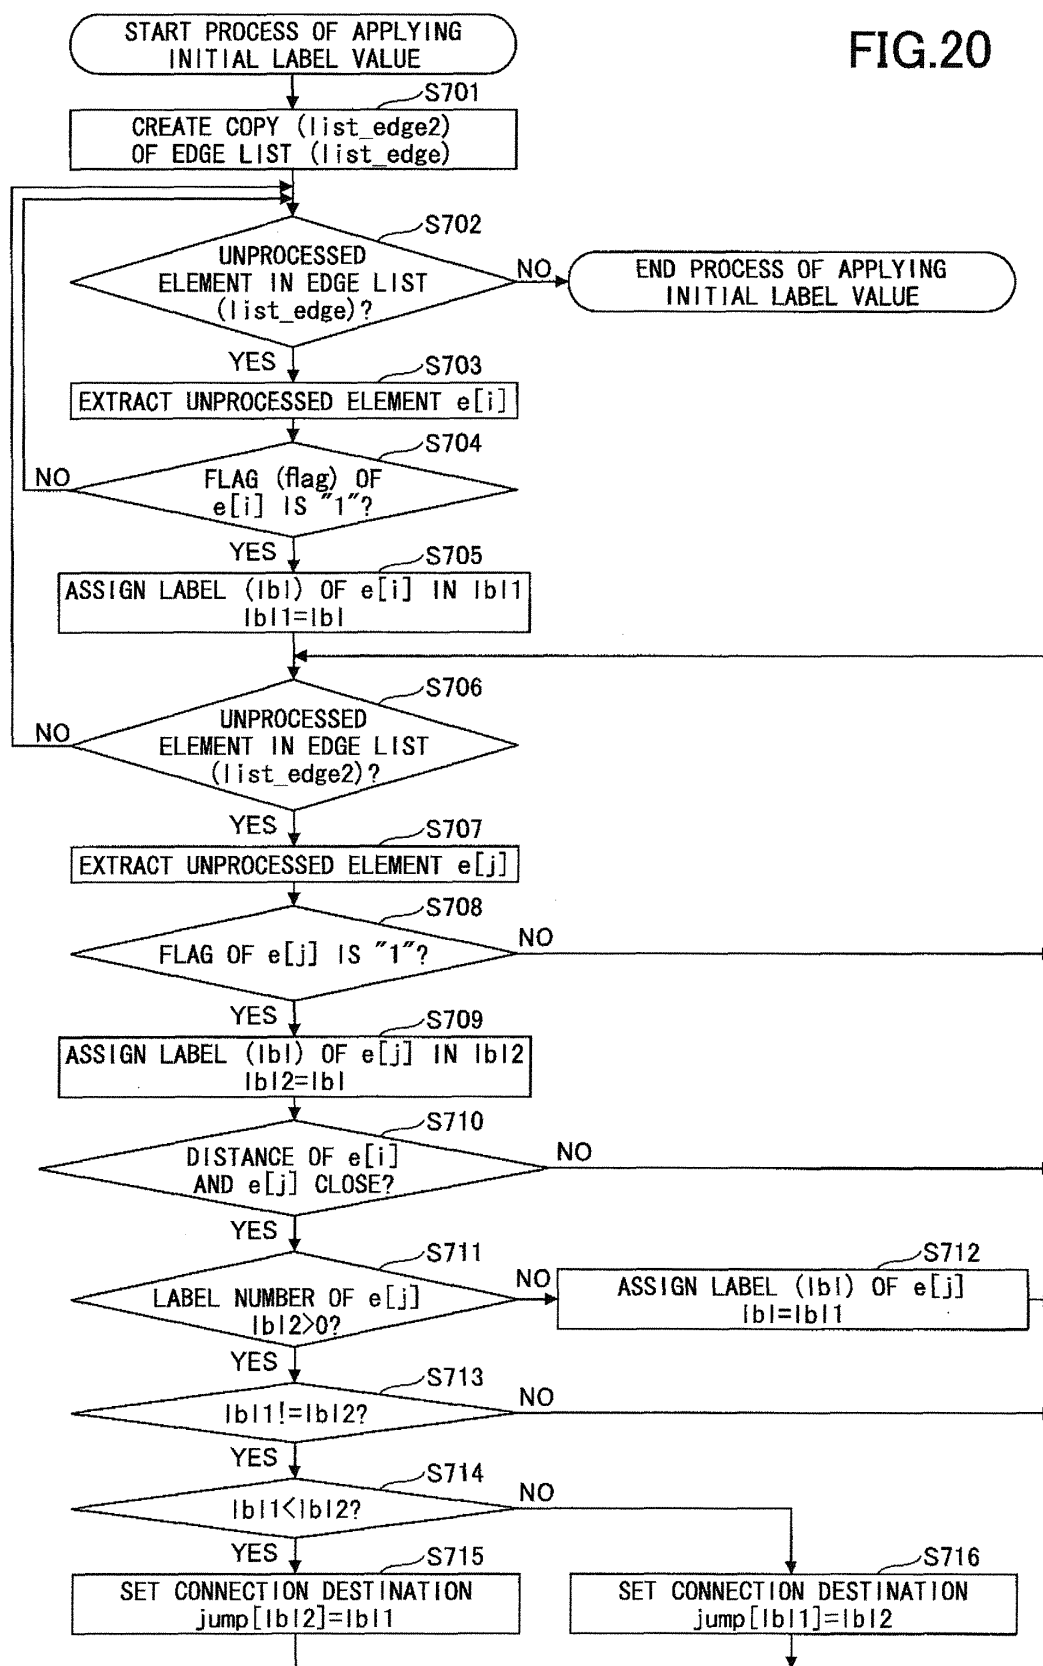 FIG.20
START PROCESS OF APPLYING
INITIAL LABEL VALUE
S701
CREATE COPY (list_edge2)
OF EDGE LIST (list_edge)
S702
UNPROCESSED
ELEMENT IN EDGE LIST
(list_edge)?
NO
END PROCESS OF APPLYING
INITIAL LABEL VALUE
YES
S703
EXTRACT UNPROCESSED ELEMENT e[i]
S704
NO
FLAG (flag) OF
e[i] IS "1"?
YES
S705
ASSIGN LABEL (lbl) OF e[i] IN lbl1
lbl1=lbl
S706
NO
UNPROCESSED
ELEMENT IN EDGE LIST
(list_edge2)?
YES
S707
EXTRACT UNPROCESSED ELEMENT e[j]
S708
FLAG OF e[j] IS "1"?
NO
YES
S709
ASSIGN LABEL (lbl) OF e[j] IN lbl2
lbl2=lbl
S710
DISTANCE OF e[i]
AND e[j] CLOSE?
NO
YES
S711
LABEL NUMBER OF e[j]
lbl2>0?
NO
S712
ASSIGN LABEL (lbl) OF e[j]
lbl=lbl1
YES
S713
lbl1!=lbl2?
NO
YES
S714
lbl1<lbl2?
NO
YES
S715
SET CONNECTION DESTINATION
jump[lbl2]=lbl1
S716
SET CONNECTION DESTINATION
jump[lbl1]=lbl2